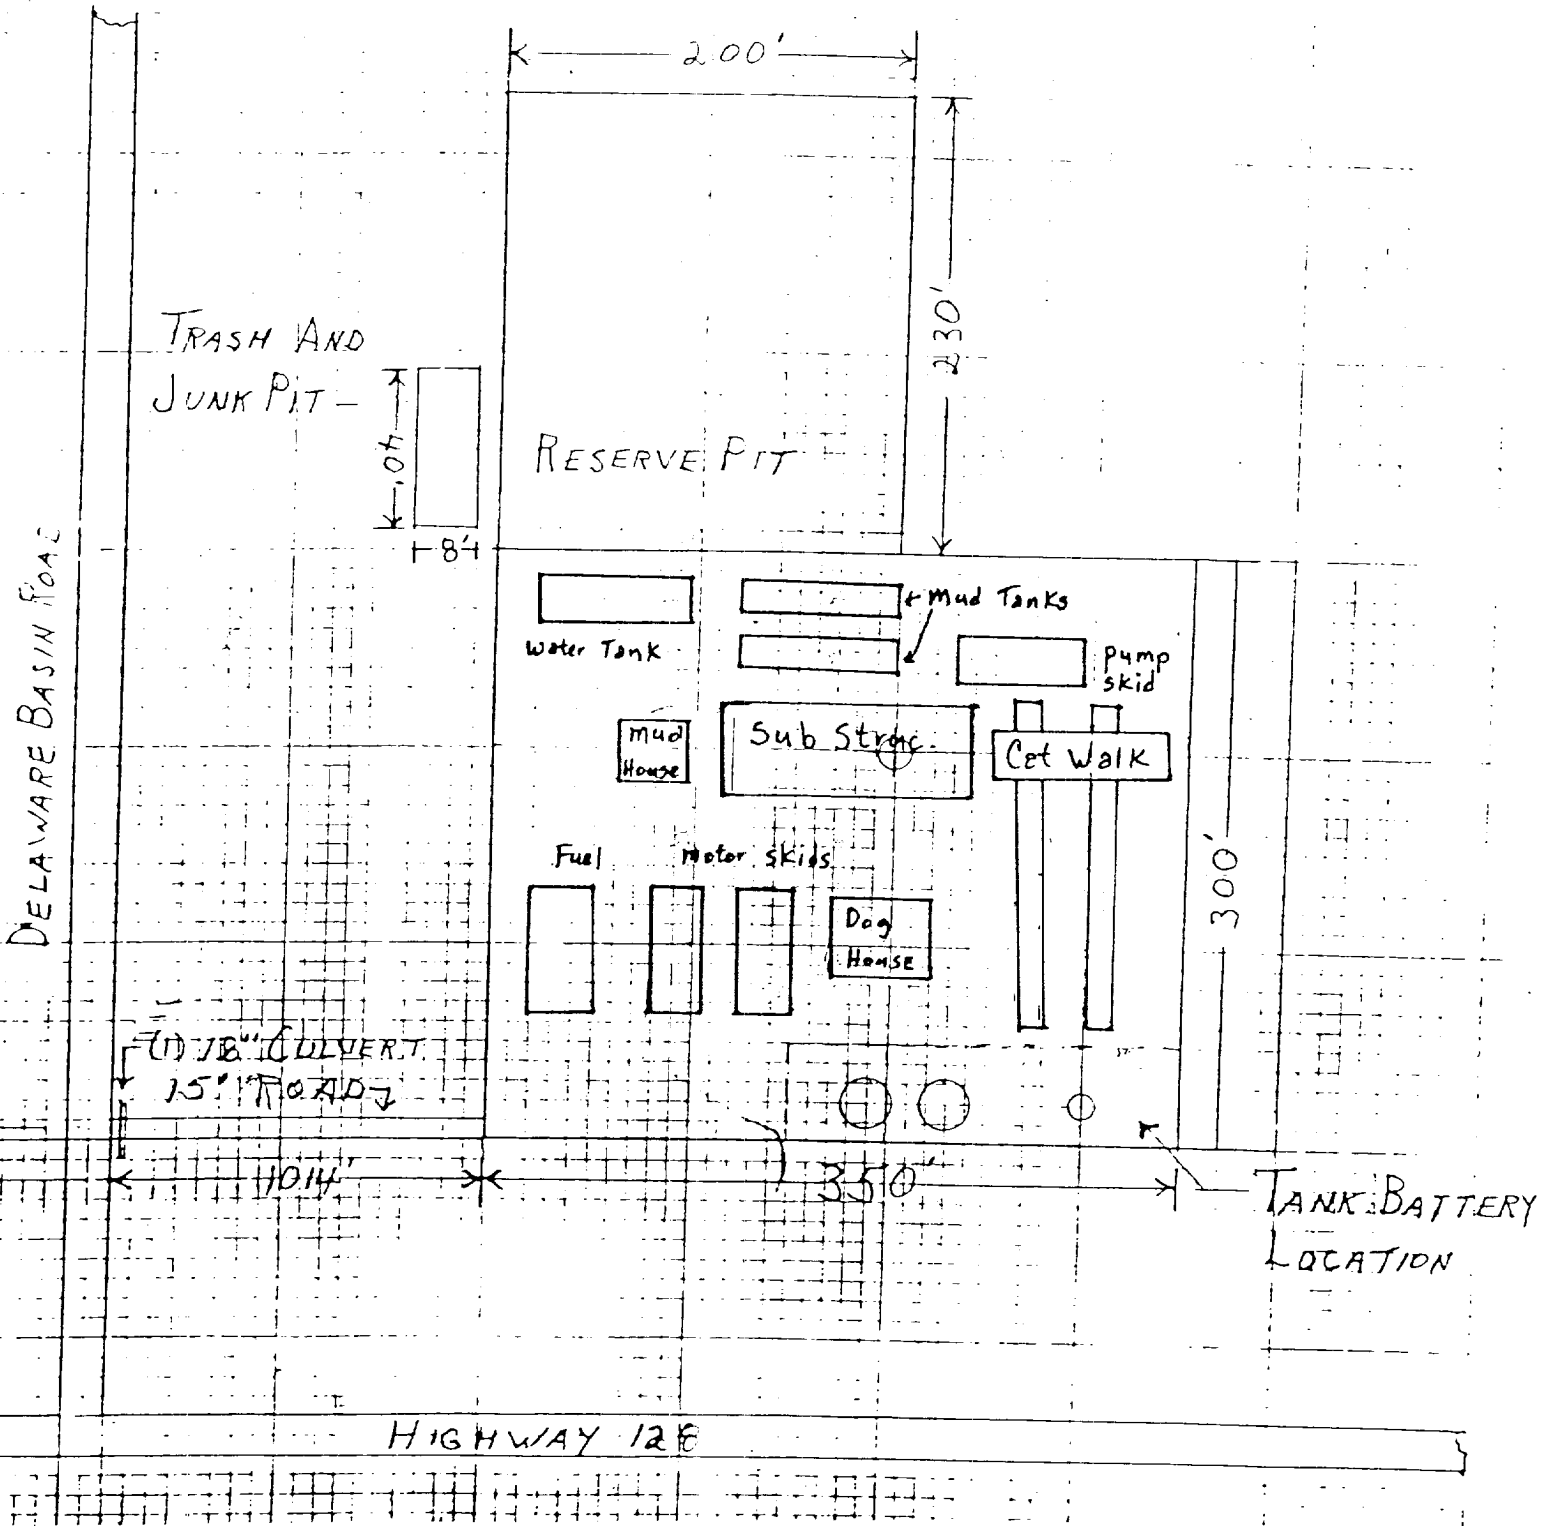 200'
230'
TRASH AND
JUNK PIT -
40'
8'
RESERVE PIT
DELAWARE BASIN ROAD
Mud Tanks
Water Tank
Pump
Skid
Mud
House
Sub Struc.
Cat Walk
300'
Fuel
Motor Skids
Dog
House
(1) 18" CULVERT
15' ROAD
1014'
350'
TANK BATTERY
LOCATION
HIGHWAY 128